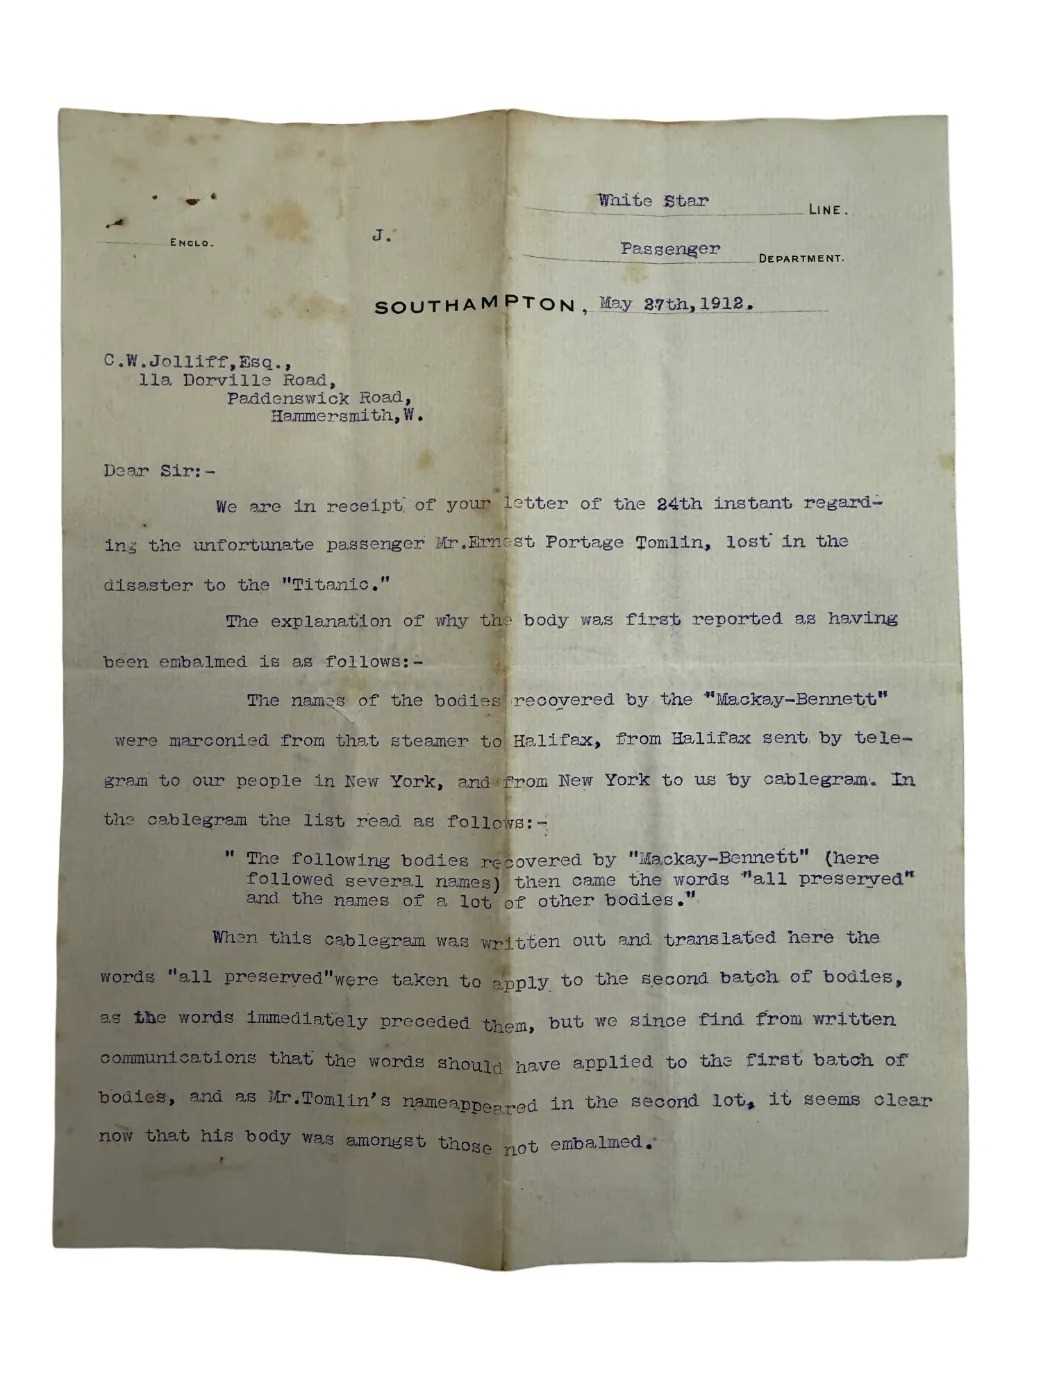 White Star LINE.
ENCLO. J.
Passenger DEPARTMENT.
SOUTHAMPTON, May 27th, 1912.
C.W.Jolliff,Esq.,
11a Dorville Road,
Paddenswick Road,
Hammersmith,W.
Dear Sir:-
We are in receipt of your letter of the 24th instant regard-
ing the unfortunate passenger Mr.Ernest Portage Tomlin, lost in the
disaster to the "Titanic."
The explanation of why the body was first reported as having
been embalmed is as follows:-
The names of the bodies recovered by the "Mackay-Bennett"
were marconied from that steamer to Halifax, from Halifax sent by tele-
gram to our people in New York, and from New York to us by cablegram. In
the cablegram the list read as follows:-
" The following bodies recovered by "Mackay-Bennett" (here
followed several names) then came the words "all preserved"
and the names of a lot of other bodies."
When this cablegram was written out and translated here the
words "all preserved"were taken to apply to the second batch of bodies,
as the words immediately preceded them, but we since find from written
communications that the words should have applied to the first batch of
bodies, and as Mr.Tomlin's nameappeared in the second lot, it seems clear
now that his body was amongst those not embalmed.